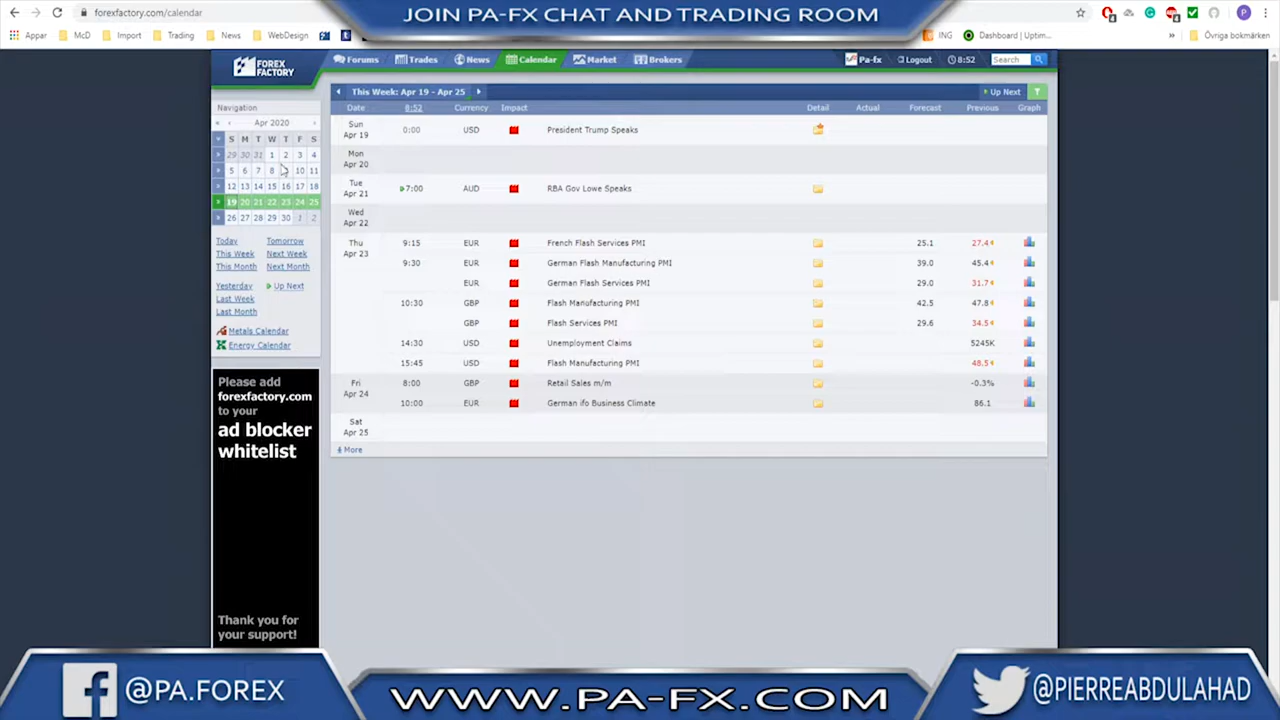 forexfactory.com/calendar
JOIN PA-FX CHAT AND TRADING ROOM
Appar McD Import Trading News WebDesign ING Dashboard | Uptim... » Övriga bokmärken
FOREX FACTORY
Forums Trades News Calendar Market Brokers Pa-fx Logout 8:52 Search
Navigation
Apr 2020
S M T W T F S
29 30 31 1 2 3 4
5 6 7 8 10 11
12 13 14 15 16 17 18
19 20 21 22 23 24 25
26 27 28 29 30 1 2
Today Tomorrow
This Week Next Week
This Month Next Month
Yesterday Up Next
Last Week
Last Month
Metals Calendar
Energy Calendar
Please add
forexfactory.com
to your
ad blocker
whitelist
Thank you for
your support!
This Week: Apr 19 - Apr 25 Up Next
Date 8:52 Currency Impact Detail Actual Forecast Previous Graph
Sun Apr 19 0:00 USD President Trump Speaks
Mon Apr 20
Tue Apr 21 7:00 AUD RBA Gov Lowe Speaks
Wed Apr 22
Thu Apr 23 9:15 EUR French Flash Services PMI 25.1 27.4
9:30 EUR German Flash Manufacturing PMI 39.0 45.4
EUR German Flash Services PMI 29.0 31.7
10:30 GBP Flash Manufacturing PMI 42.5 47.8
GBP Flash Services PMI 29.6 34.5
14:30 USD Unemployment Claims 5245K
15:45 USD Flash Manufacturing PMI 48.5
Fri Apr 24 8:00 GBP Retail Sales m/m -0.3%
10:00 EUR German ifo Business Climate 86.1
Sat Apr 25
More
@PA.FOREX
WWW.PA-FX.COM
@PIERREABDULAHAD